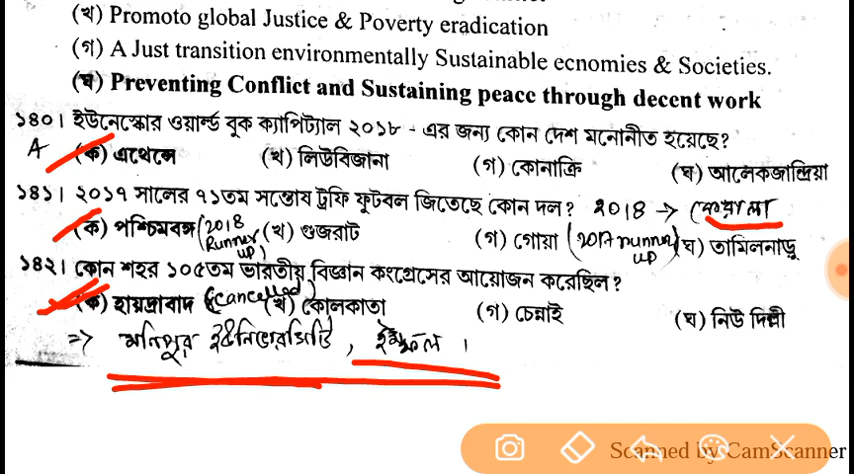 (খ) Promoto global Justice & Poverty eradication
(গ) A Just transition environmentally Sustainable ecnomies & Societies.
(ঘ) Preventing Conflict and Sustaining peace through decent work
১৪০। ইউনেস্কোর ওয়ার্ল্ড বুক ক্যাপিট্যাল ২০১৮ - এর জন্য কোন দেশ মনোনীত হয়েছে?
A (ক) এথেন্সে (খ) লিউবিজানা (গ) কোনাক্রি (ঘ) আলেকজান্দ্রিয়া
১৪১। ২০১৭ সালের ৭১তম সন্তোষ ট্রফি ফুটবল জিতেছে কোন দল? ২018 → কেরালা
(ক) পশ্চিমবঙ্গ (2018 Runner up) (খ) গুজরাট (গ) গোয়া (2017 runner up) (ঘ) তামিলনাড়ু
১৪২। কোন শহর ১০৫তম ভারতীয় বিজ্ঞান কংগ্রেসের আয়োজন করেছিল?
(ক) হায়দ্রাবাদ (cancelled) (খ) কোলকাতা (গ) চেন্নাই (ঘ) নিউ দিল্লী
=> মনিপুর ইউনিভারসিটি, ইম্ফল।
Scanned by CamScanner